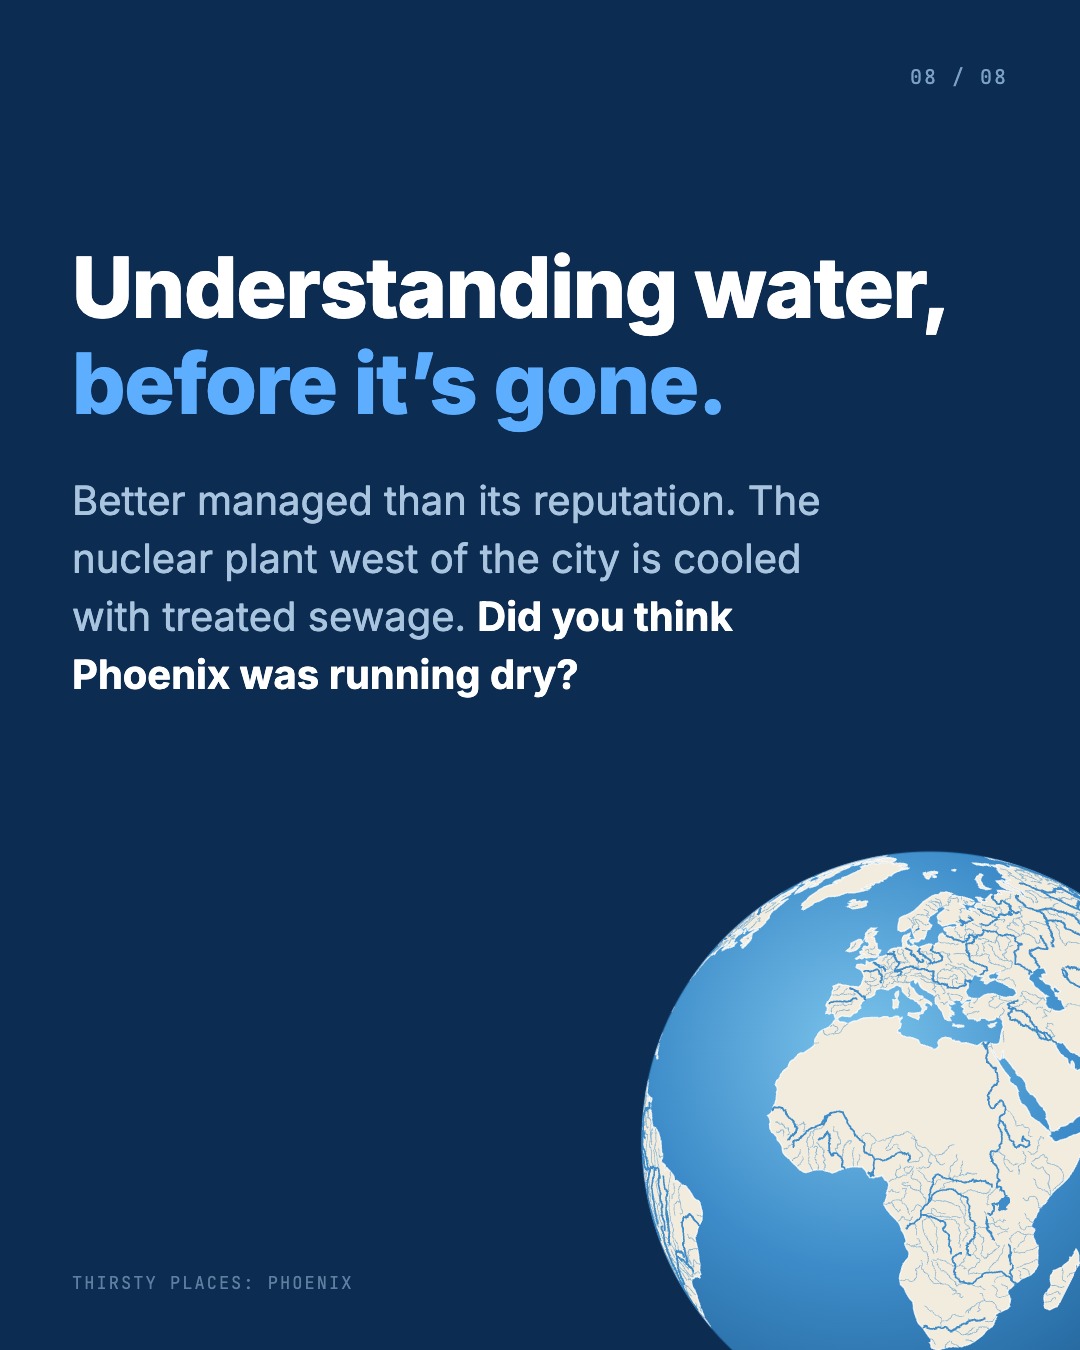 08 / 08
Understanding water,
before it’s gone.
Better managed than its reputation. The
nuclear plant west of the city is cooled
with treated sewage. Did you think
Phoenix was running dry?
THIRSTY PLACES: PHOENIX